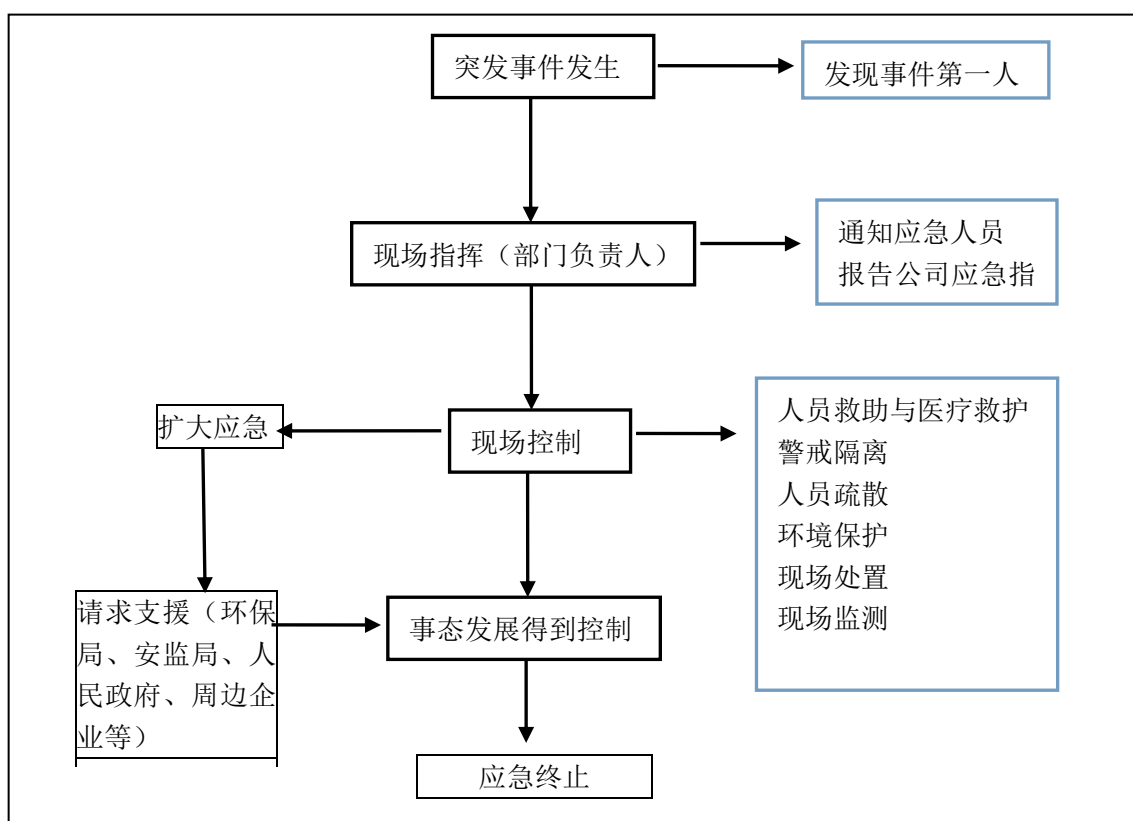 突发事件发生
发现事件第一人
现场指挥（部门负责人）
通知应急人员
报告公司应急指
扩大应急
现场控制
人员救助与医疗救护
警戒隔离
人员疏散
环境保护
现场处置
现场监测
请求支援（环保
局、安监局、人
民政府、周边企
业等）
事态发展得到控制
应急终止